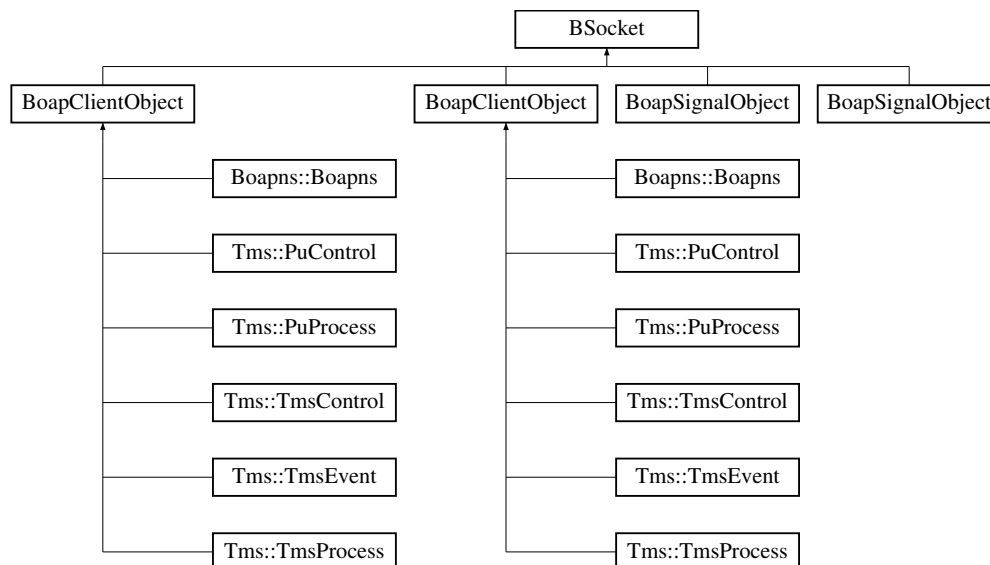 BSocket
BoapClientObject
BoapClientObject
BoapSignalObject
BoapSignalObject
Boapns::Boapns
Boapns::Boapns
Tms::PuControl
Tms::PuControl
Tms::PuProcess
Tms::PuProcess
Tms::TmsControl
Tms::TmsControl
Tms::TmsEvent
Tms::TmsEvent
Tms::TmsProcess
Tms::TmsProcess